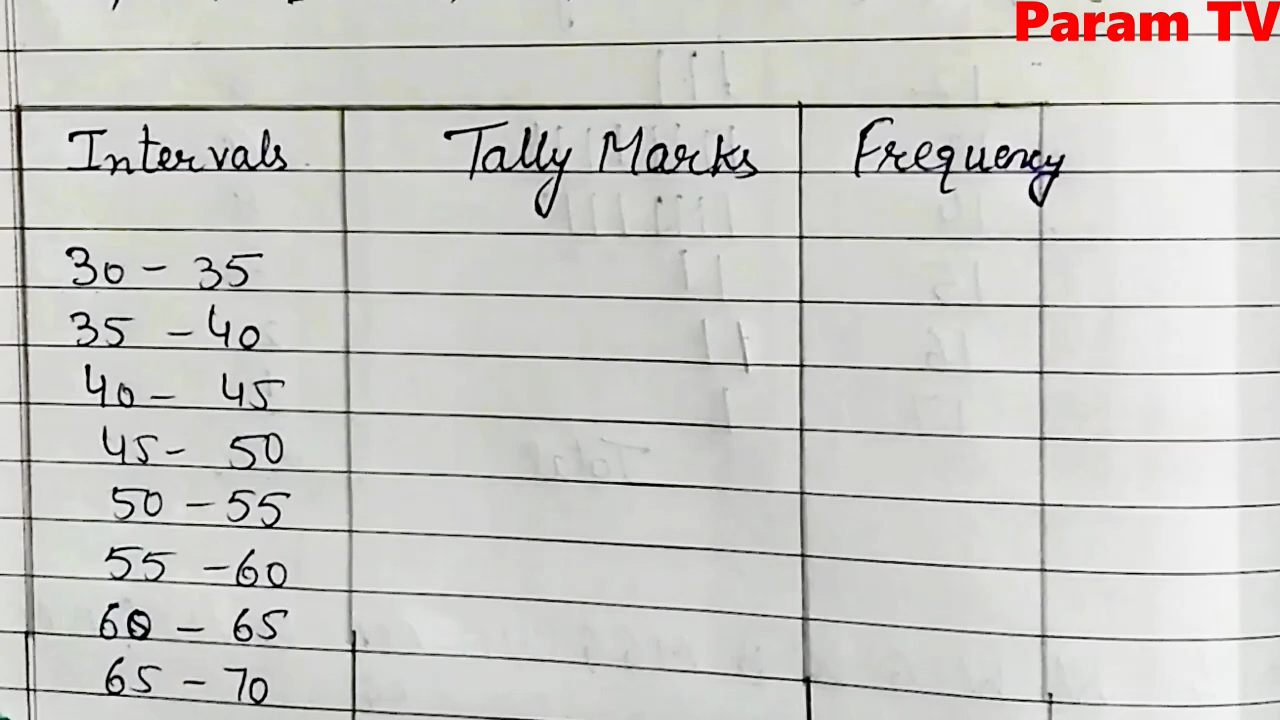 Param TV
Intervals Tally Marks Frequency
30 - 35
35 - 40
40 - 45
45 - 50
50 - 55
55 - 60
60 - 65
65 - 70